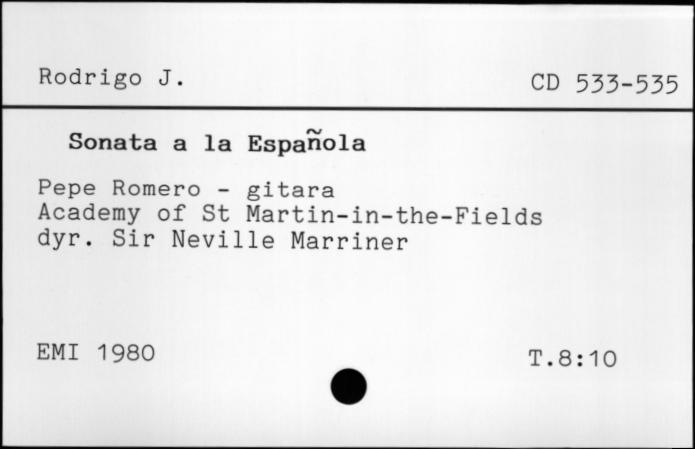 Rodrigo J.
CD 533-535
Sonata a la Española
Pepe Romero - gitara
Academy of St Martin-in-the-Fields
dyr. Sir Neville Marriner
EMI 1980
T.8:10